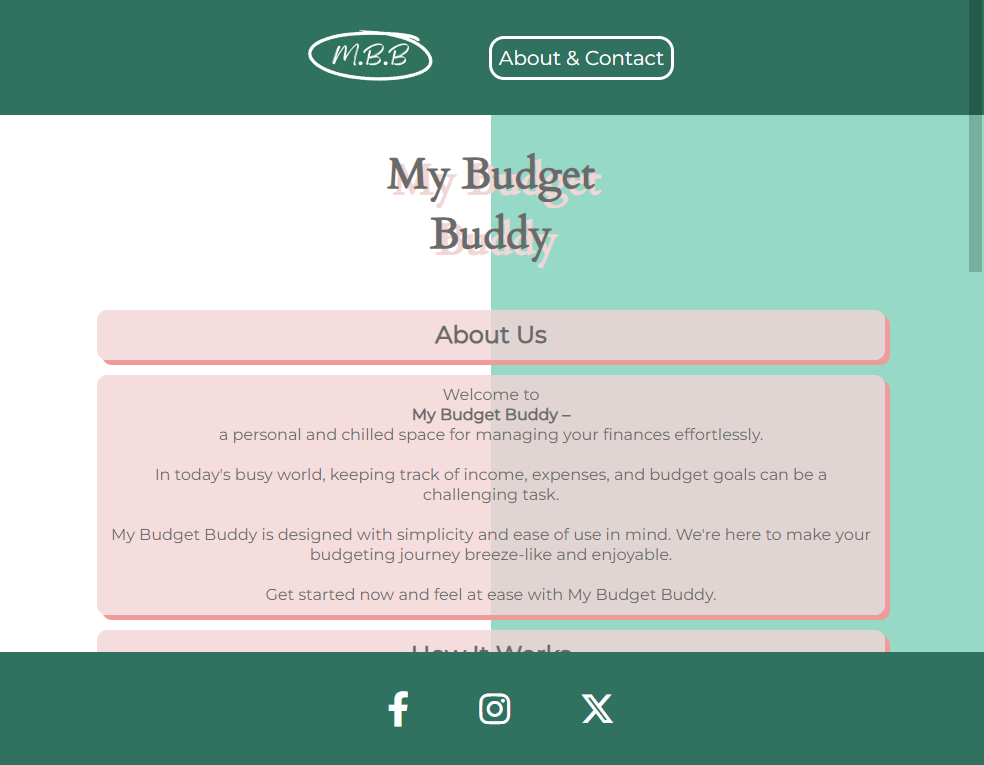 M.B.B
About & Contact
My Budget
Buddy
About Us
Welcome to
My Budget Buddy –
a personal and chilled space for managing your finances effortlessly.
In today's busy world, keeping track of income, expenses, and budget goals can be a
challenging task.
My Budget Buddy is designed with simplicity and ease of use in mind. We're here to make your
budgeting journey breeze-like and enjoyable.
Get started now and feel at ease with My Budget Buddy.
How It Works